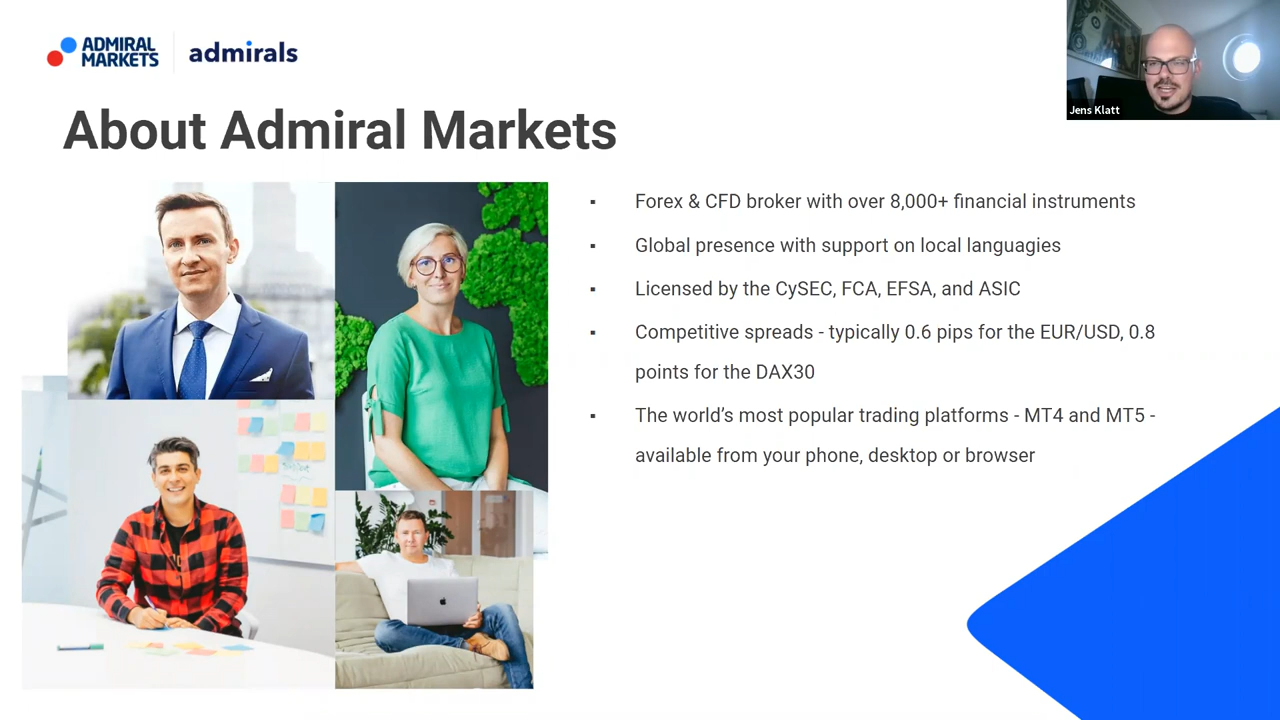 ADMIRAL
MARKETS
admirals
Jens Klatt
About Admiral Markets
▪ Forex & CFD broker with over 8,000+ financial instruments
▪ Global presence with support on local languagies
▪ Licensed by the CySEC, FCA, EFSA, and ASIC
▪ Competitive spreads - typically 0.6 pips for the EUR/USD, 0.8
points for the DAX30
▪ The world’s most popular trading platforms - MT4 and MT5 -
available from your phone, desktop or browser